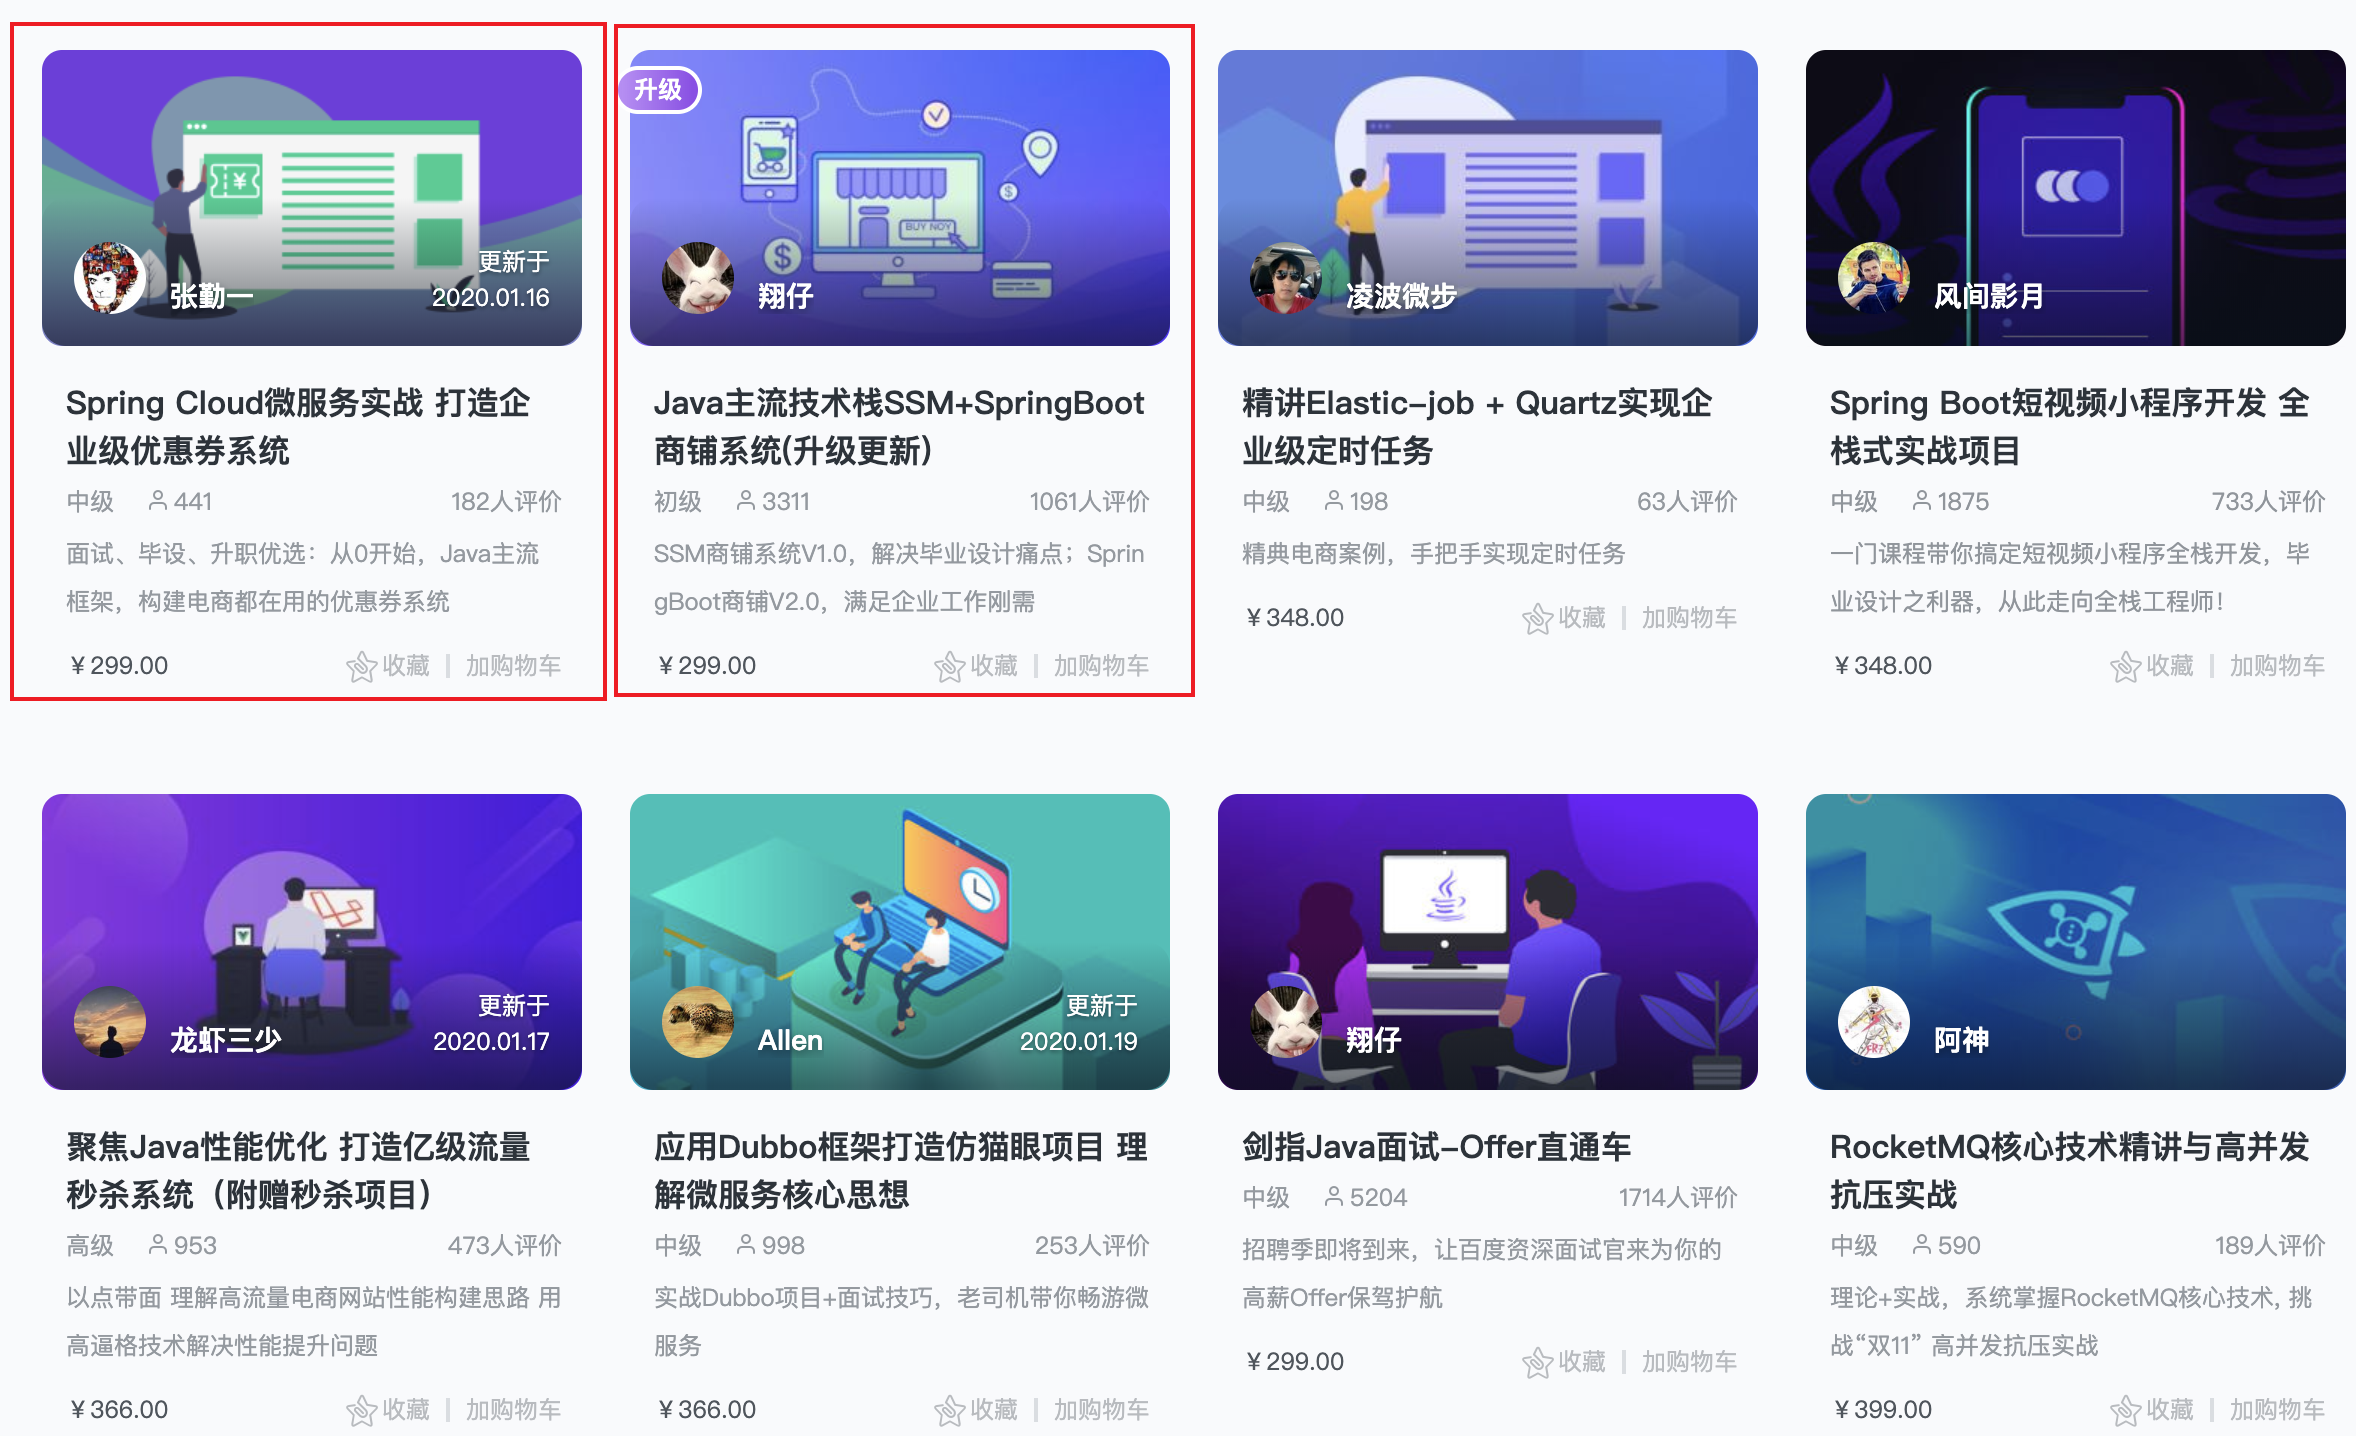 更新于
张勤一
2020.01.16
Spring Cloud微服务实战 打造企
业级优惠券系统
中级 441 182人评价
面试、毕设、升职优选：从0开始，Java主流
框架，构建电商都在用的优惠券系统
￥299.00 收藏 | 加购物车
升级
BUY NOY
翔仔
Java主流技术栈SSM+SpringBoot
商铺系统(升级更新)
初级 3311 1061人评价
SSM商铺系统V1.0，解决毕业设计痛点；Sprin
gBoot商铺V2.0，满足企业工作刚需
￥299.00 收藏 | 加购物车
凌波微步
精讲Elastic-job + Quartz实现企
业级定时任务
中级 198 63人评价
精典电商案例，手把手实现定时任务
￥348.00 收藏 | 加购物车
风间影月
Spring Boot短视频小程序开发 全
栈式实战项目
中级 1875 733人评价
一门课程带你搞定短视频小程序全栈开发，毕
业设计之利器，从此走向全栈工程师！
￥348.00 收藏 | 加购物车
更新于
龙虾三少
2020.01.17
聚焦Java性能优化 打造亿级流量
秒杀系统（附赠秒杀项目）
高级 953 473人评价
以点带面 理解高流量电商网站性能构建思路 用
高逼格技术解决性能提升问题
￥366.00 收藏 | 加购物车
更新于
Allen
2020.01.19
应用Dubbo框架打造仿猫眼项目 理
解微服务核心思想
中级 998 253人评价
实战Dubbo项目+面试技巧，老司机带你畅游微
服务
￥366.00 收藏 | 加购物车
翔仔
剑指Java面试-Offer直通车
中级 5204 1714人评价
招聘季即将到来，让百度资深面试官来为你的
高薪Offer保驾护航
￥299.00 收藏 | 加购物车
阿神
RocketMQ核心技术精讲与高并发
抗压实战
中级 590 189人评价
理论+实战，系统掌握RocketMQ核心技术, 挑
战“双11” 高并发抗压实战
￥399.00 收藏 | 加购物车